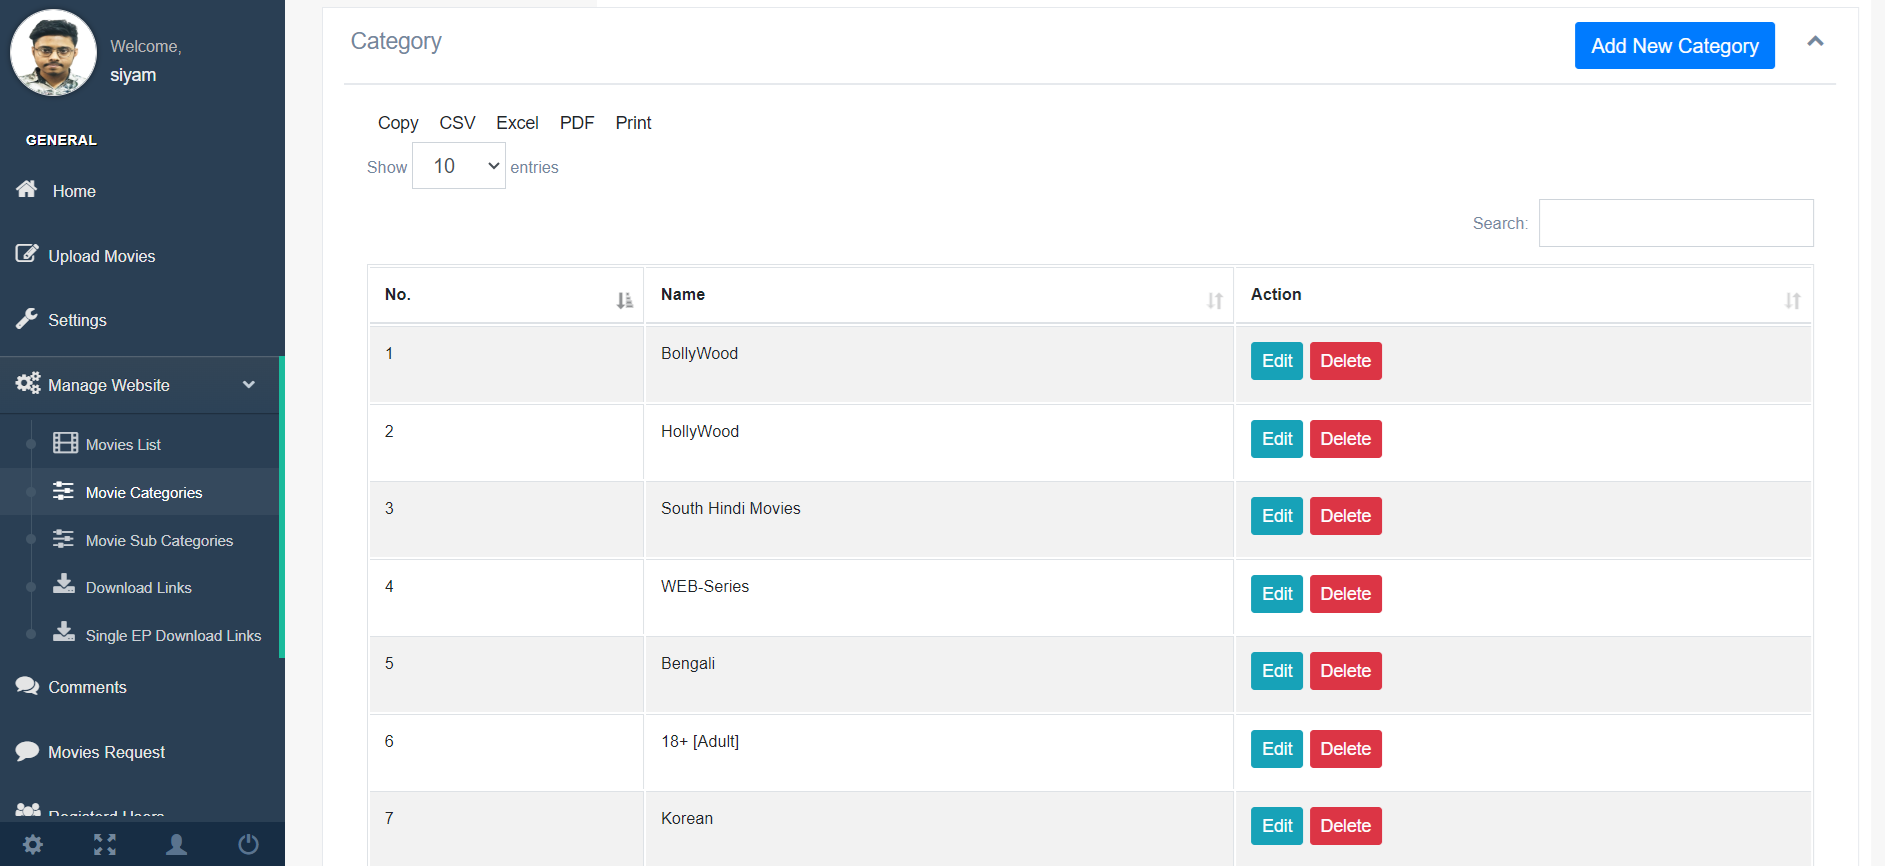 Welcome,
siyam
GENERAL
Home
Upload Movies
Settings
Manage Website
Movies List
Movie Categories
Movie Sub Categories
Download Links
Single EP Download Links
Comments
Movies Request
Registerd Users
Category
Add New Category
Copy CSV Excel PDF Print
Show 10 entries
Search:
No. Name Action
1 BollyWood Edit Delete
2 HollyWood Edit Delete
3 South Hindi Movies Edit Delete
4 WEB-Series Edit Delete
5 Bengali Edit Delete
6 18+ [Adult] Edit Delete
7 Korean Edit Delete